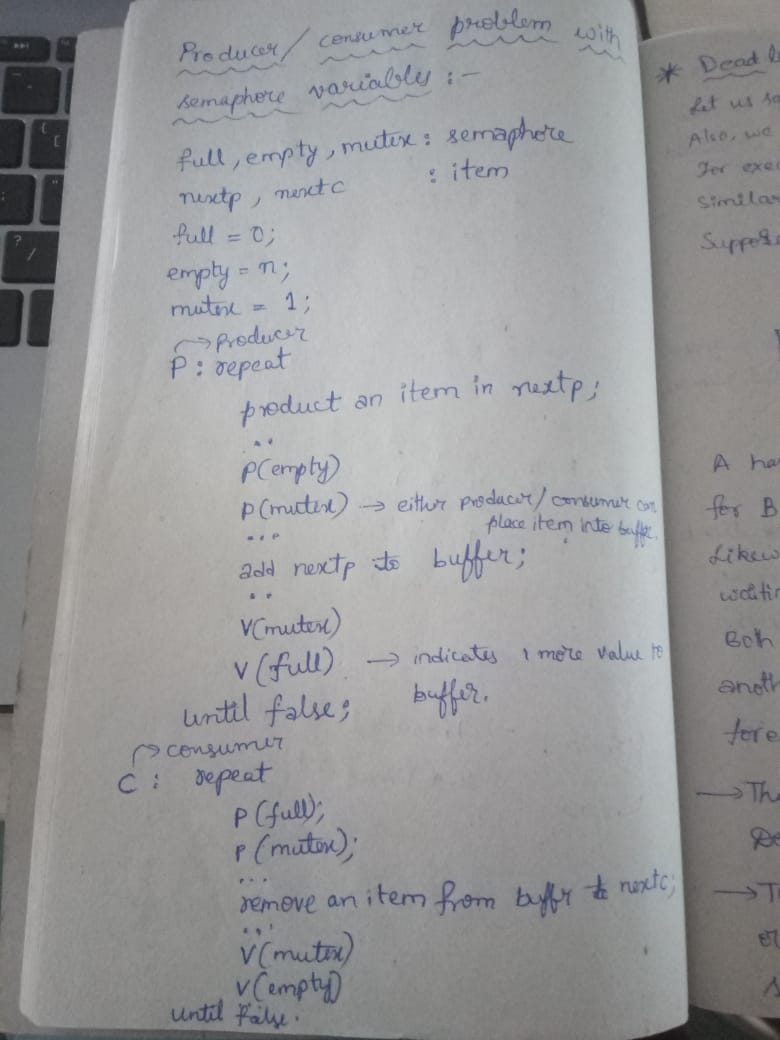 Producer/ consumer problem with
semaphore variables :-
full, empty, mutex : semaphore
nextp, nextc : item
full = 0;
empty = n;
mutex = 1;
→ Producer
P: repeat
product an item in nextp;
..
P(empty)
P(mutex) → either producer/consumer can
place item into buffer.
...
add nextp to buffer;
..
V(mutex)
V(full) → indicates 1 more value to
buffer.
until false;
→ consumer
C: repeat
P(full);
P(mutex);
...
remove an item from buffr to nextc;
...
V(mutex)
V(empty)
until false.
* Dead
Let us
Also, we
For
Similar
Suppose
A ha
for B
Likew
waitin
Both
anoth
fore
→ Th
De
→ T
or
s